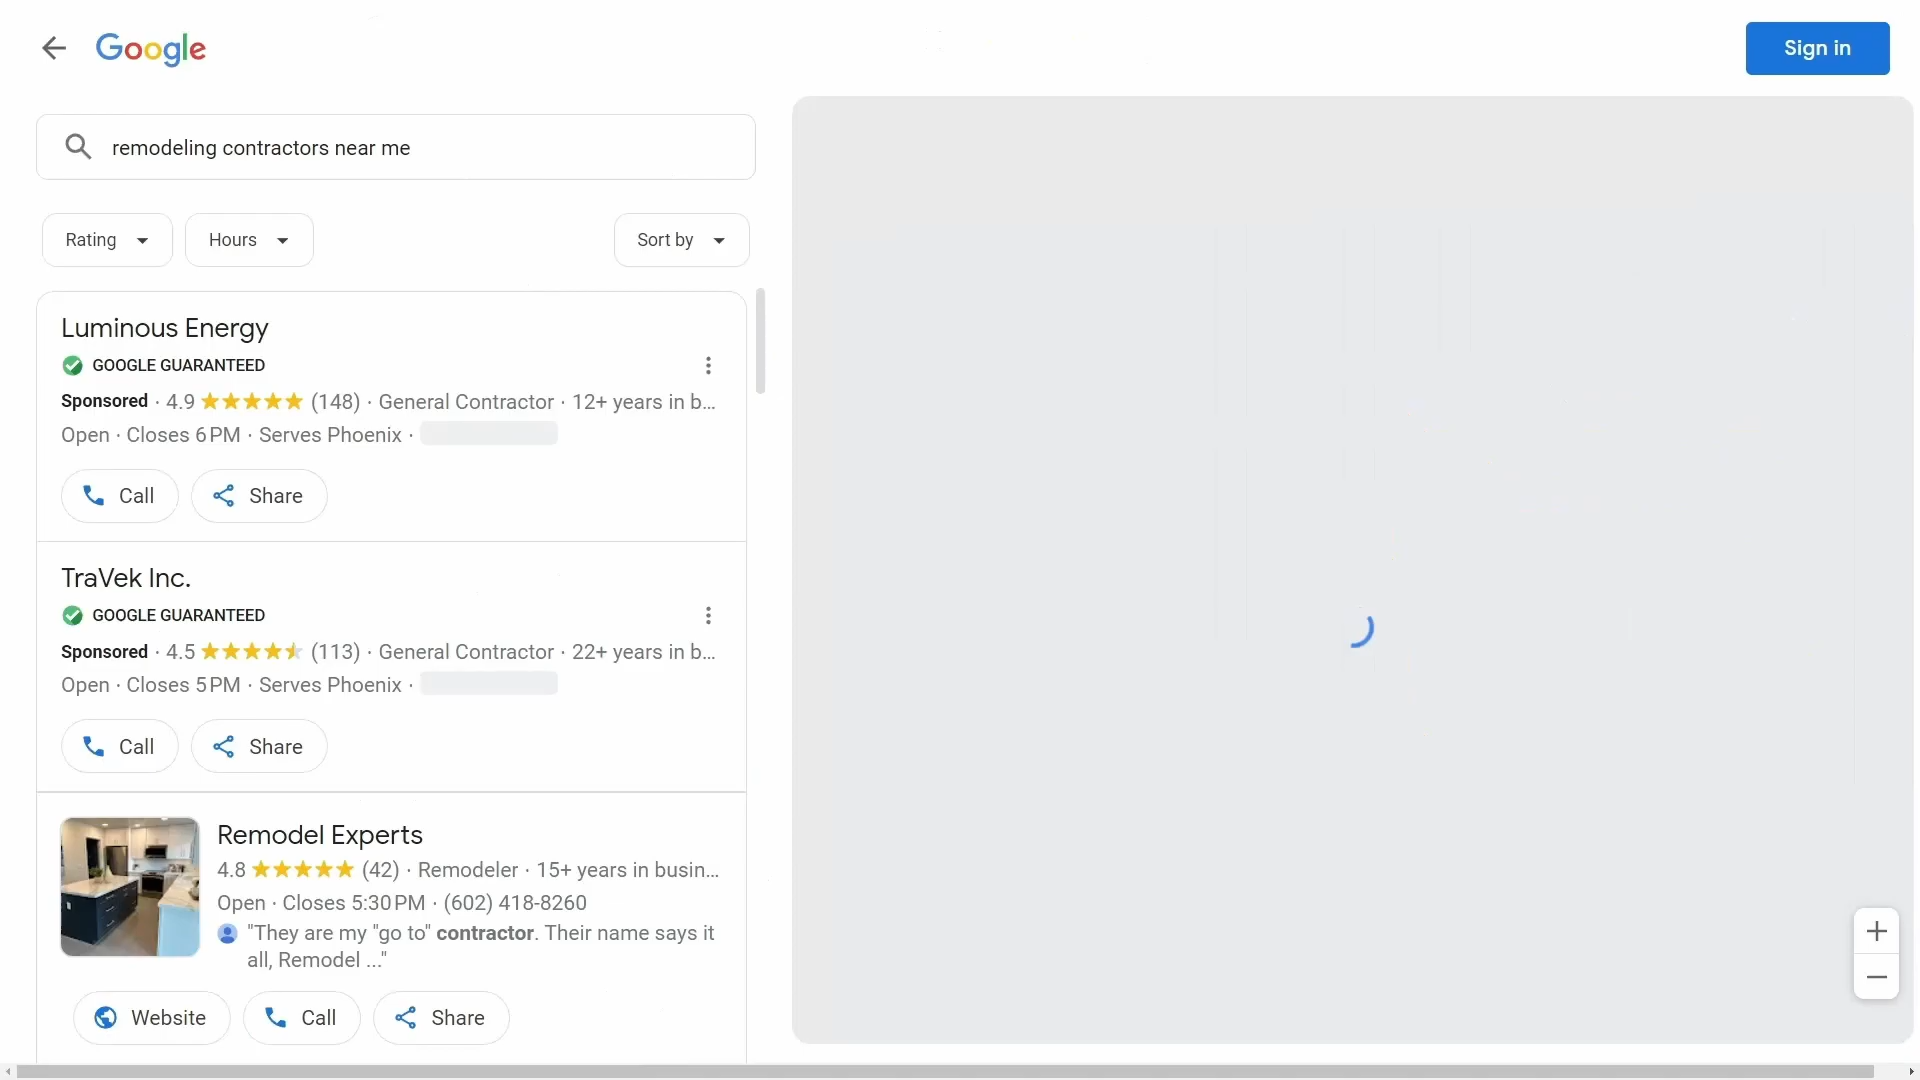 Google
Sign in
remodeling contractors near me
Rating
Hours
Sort by
Luminous Energy
GOOGLE GUARANTEED
Sponsored · 4.9 (148) · General Contractor · 12+ years in b...
Open · Closes 6 PM · Serves Phoenix ·
Call
Share
TraVek Inc.
GOOGLE GUARANTEED
Sponsored · 4.5 (113) · General Contractor · 22+ years in b...
Open · Closes 5 PM · Serves Phoenix ·
Call
Share
Remodel Experts
4.8 (42) · Remodeler · 15+ years in busin...
Open · Closes 5:30 PM · (602) 418-8260
"They are my "go to" contractor. Their name says it
all, Remodel ..."
Website
Call
Share